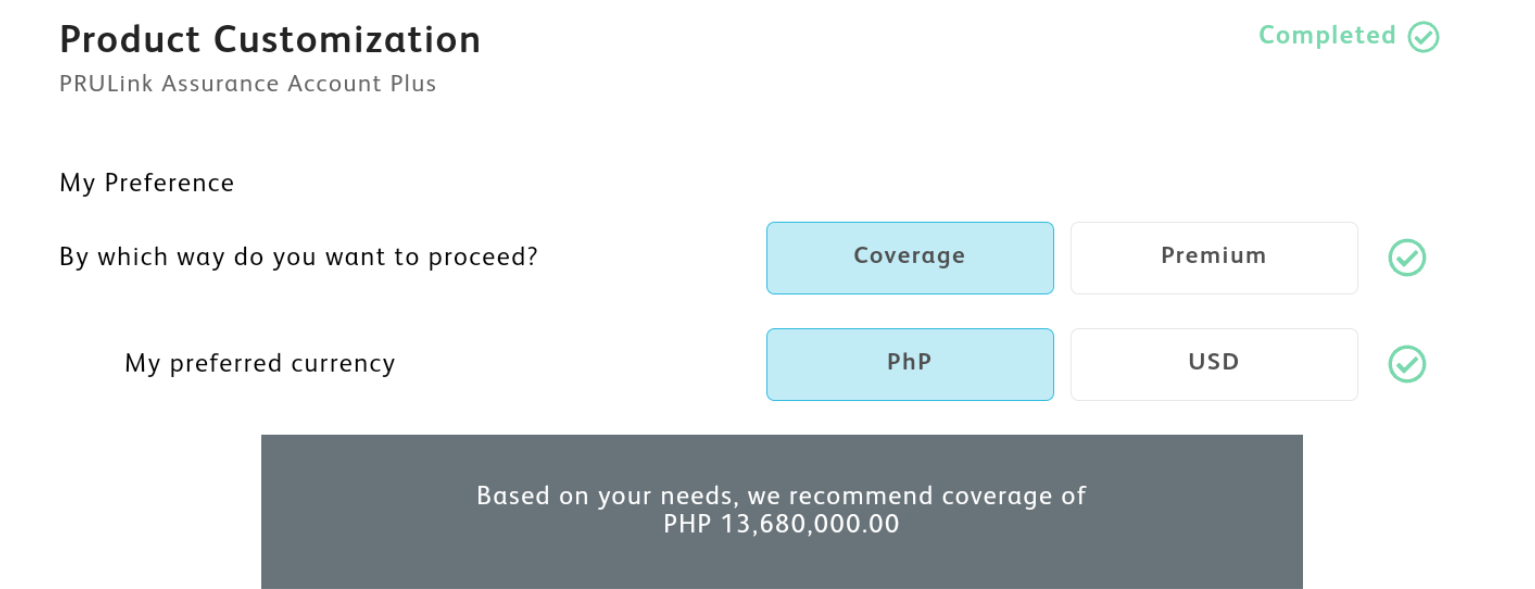 Product Customization
Completed
PRULink Assurance Account Plus
My Preference
By which way do you want to proceed?
Coverage
Premium
My preferred currency
PhP
USD
Based on your needs, we recommend coverage of
PHP 13,680,000.00